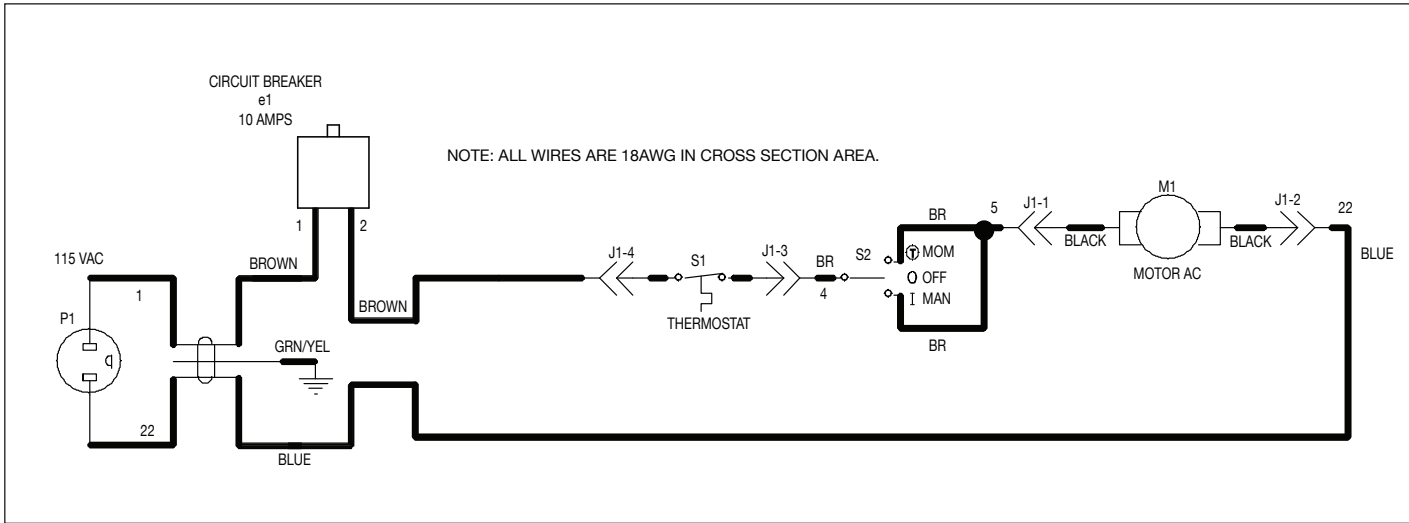 CIRCUIT BREAKER
e1
10 AMPS
NOTE: ALL WIRES ARE 18AWG IN CROSS SECTION AREA.
1
2
115 VAC
1
BROWN
BROWN
P1
GRN/YEL
22
BLUE
J1-4
S1
THERMOSTAT
J1-3
BR
4
S2
BR
MOM
O OFF
I MAN
BR
5
J1-1
BLACK
M1
MOTOR AC
BLACK
J1-2
22
BLUE